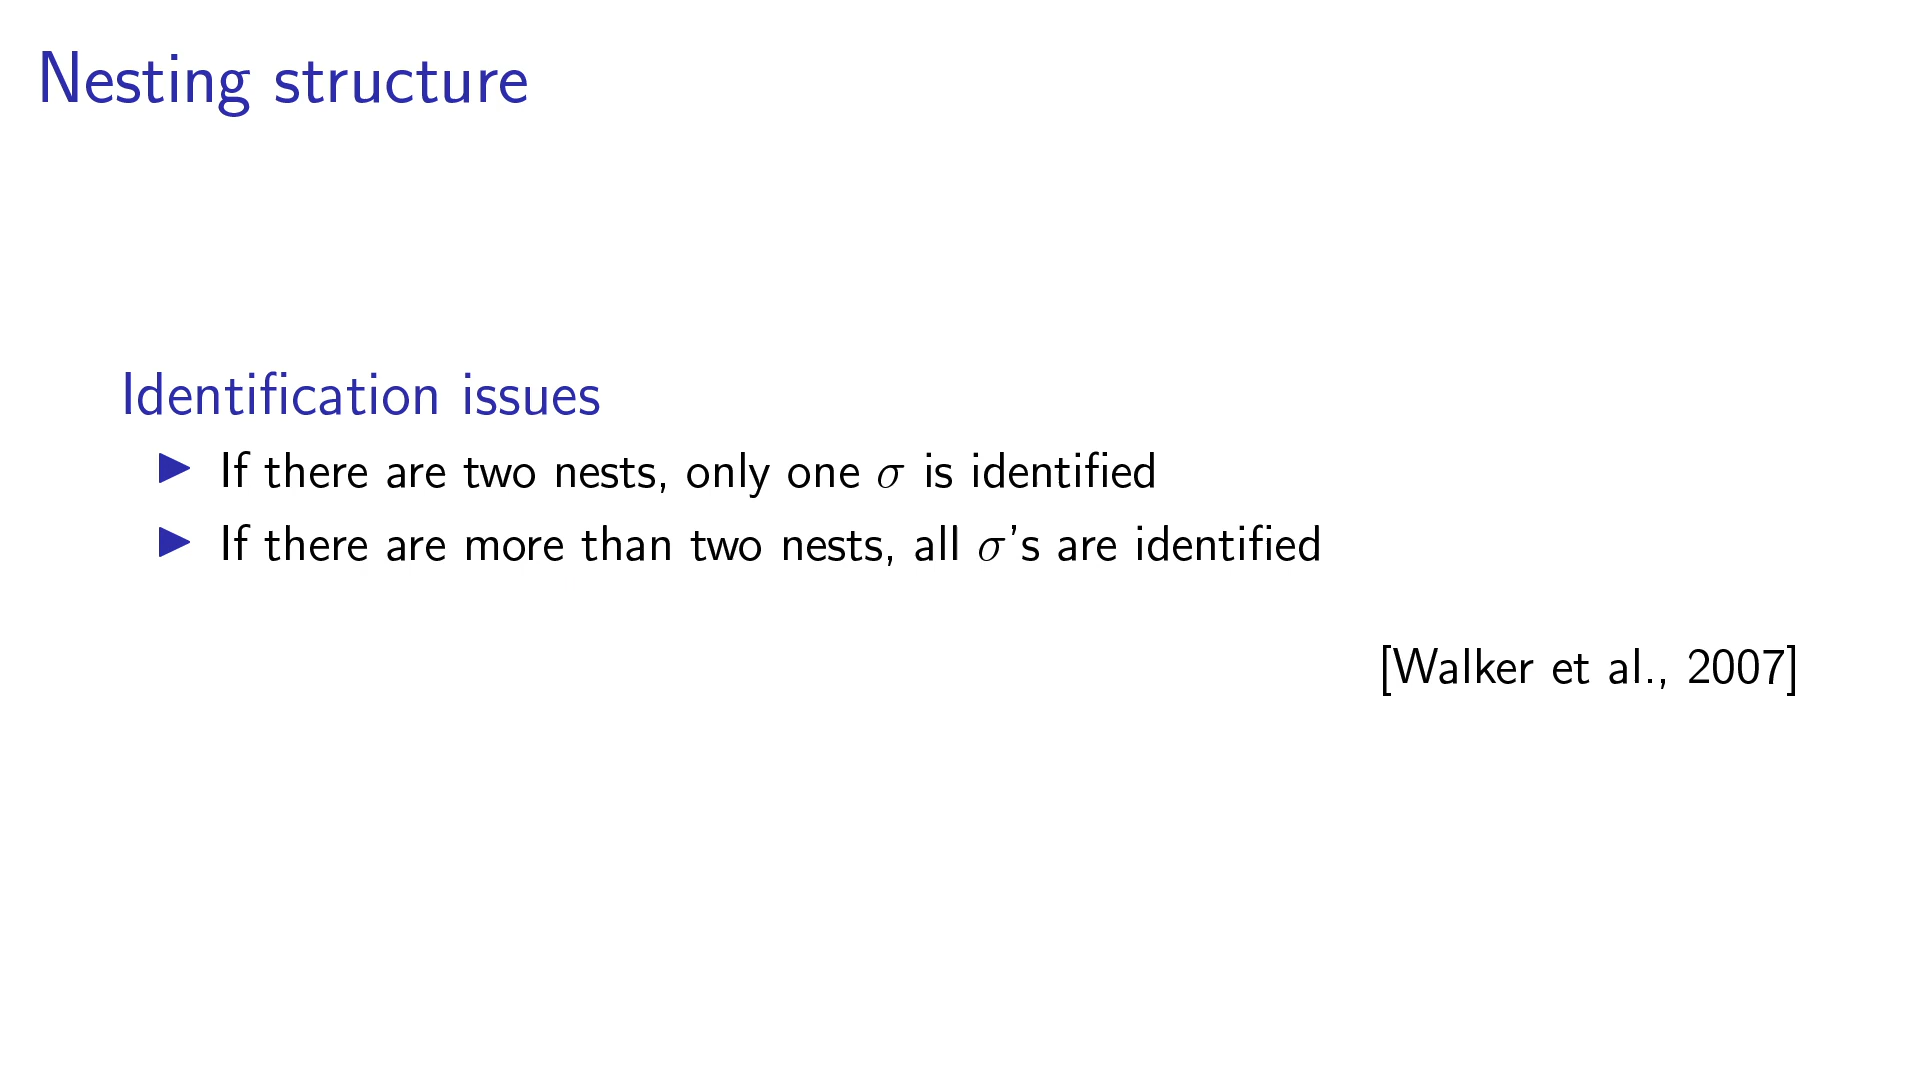 Nesting structure
Identification issues
▶ If there are two nests, only one σ is identified
▶ If there are more than two nests, all σ's are identified
[Walker et al., 2007]